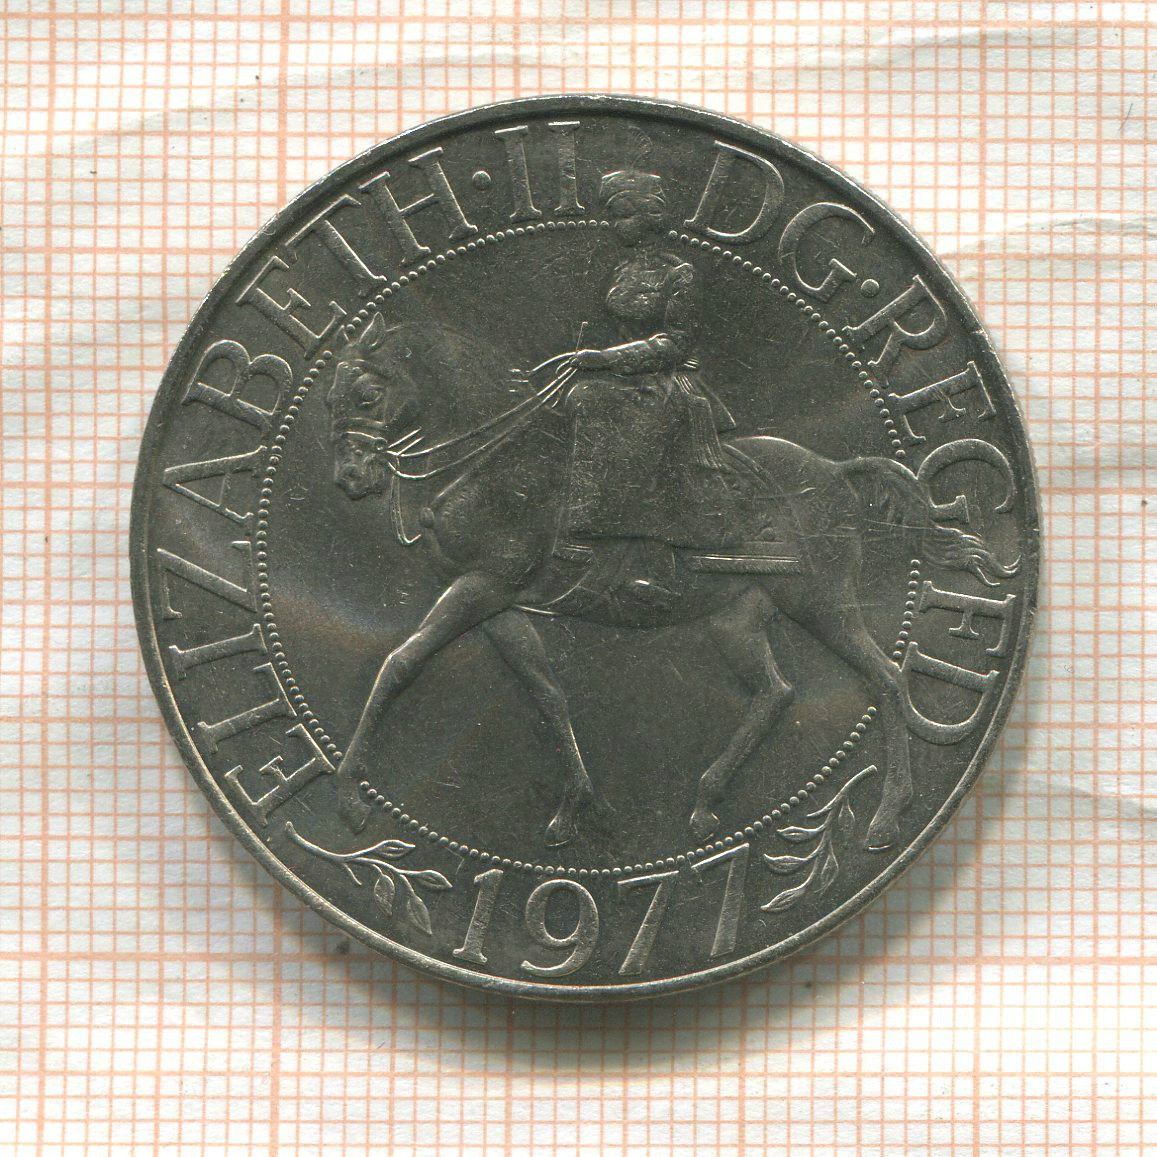 ELIZABETH·II DG·REG FD
1977